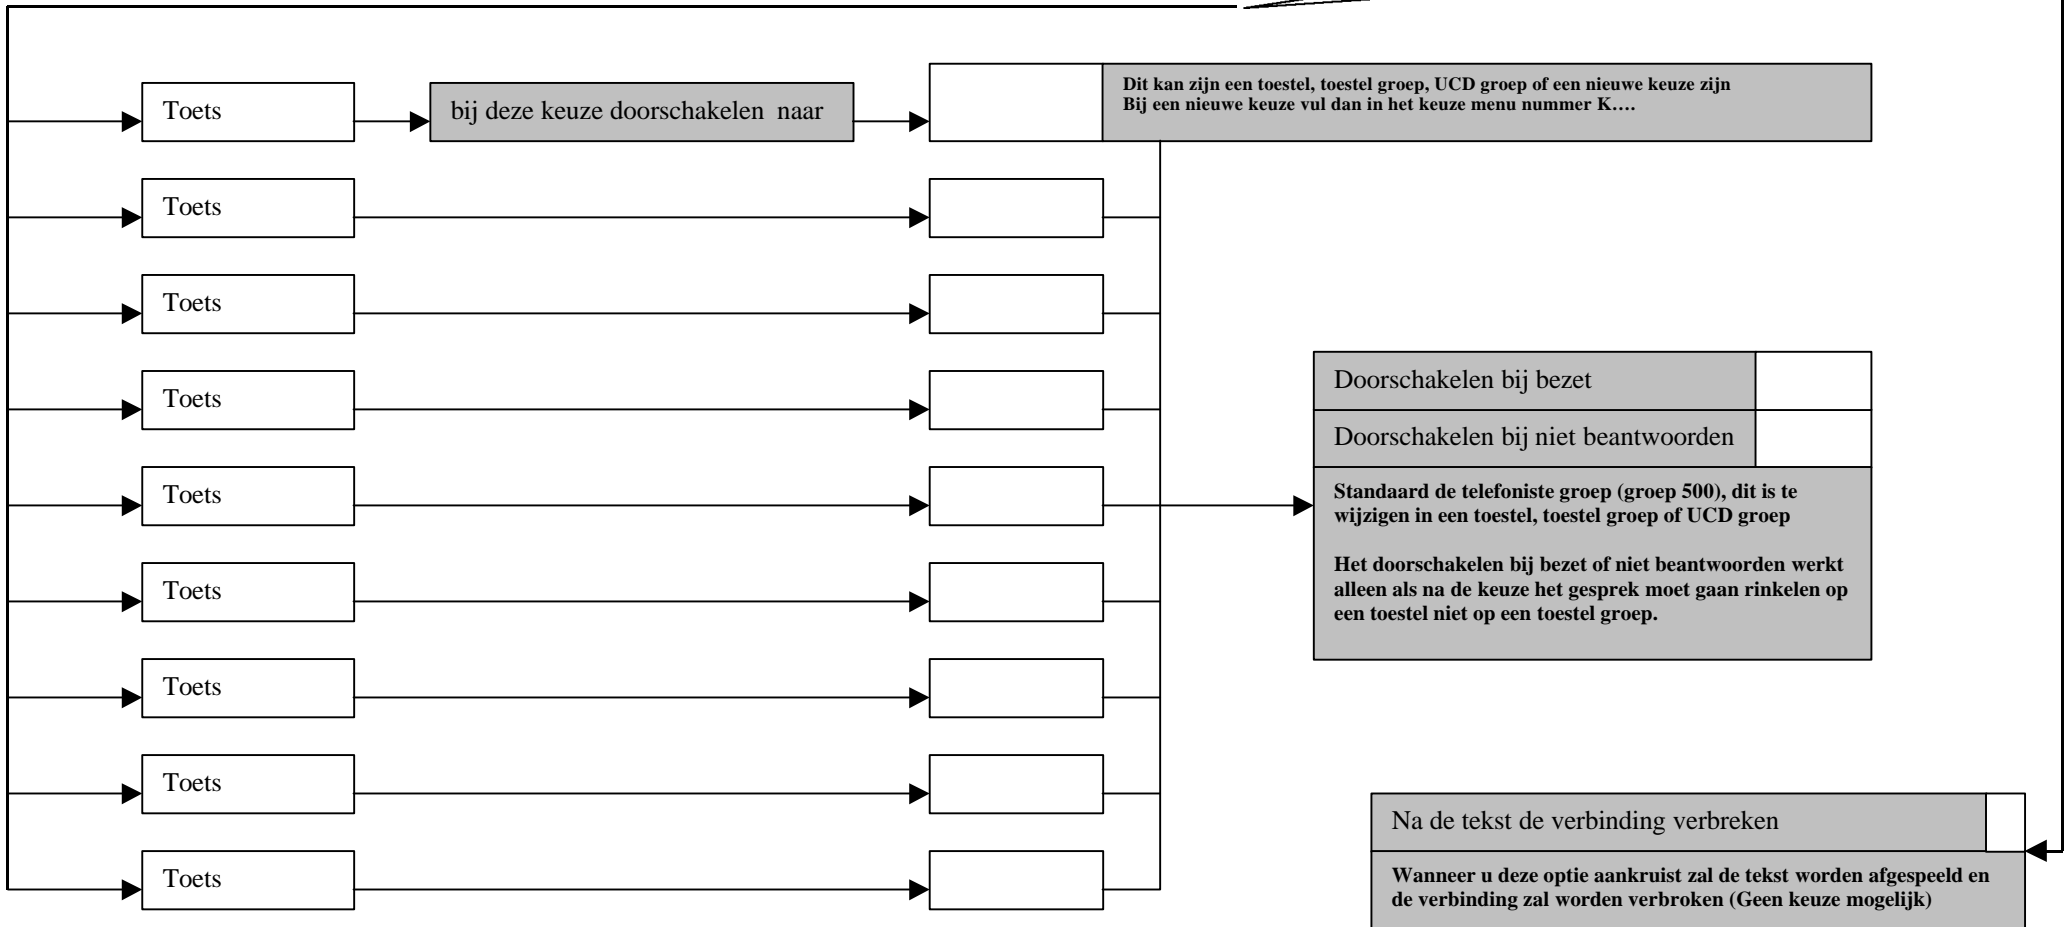 Dit kan zijn een toestel, toestel groep, UCD groep of een nieuwe keuze zijn
Bij een nieuwe keuze vul dan in het keuze menu nummer K....
Toets
bij deze keuze doorschakelen naar
Toets
Toets
Toets
Toets
Toets
Toets
Toets
Toets
Doorschakelen bij bezet
Doorschakelen bij niet beantwoorden
Standaard de telefoniste groep (groep 500), dit is te
wijzigen in een toestel, toestel groep of UCD groep
Het doorschakelen bij bezet of niet beantwoorden werkt
alleen als na de keuze het gesprek moet gaan rinkelen op
een toestel niet op een toestel groep.
Na de tekst de verbinding verbreken
Wanneer u deze optie aankruist zal de tekst worden afgespeeld en
de verbinding zal worden verbroken (Geen keuze mogelijk)